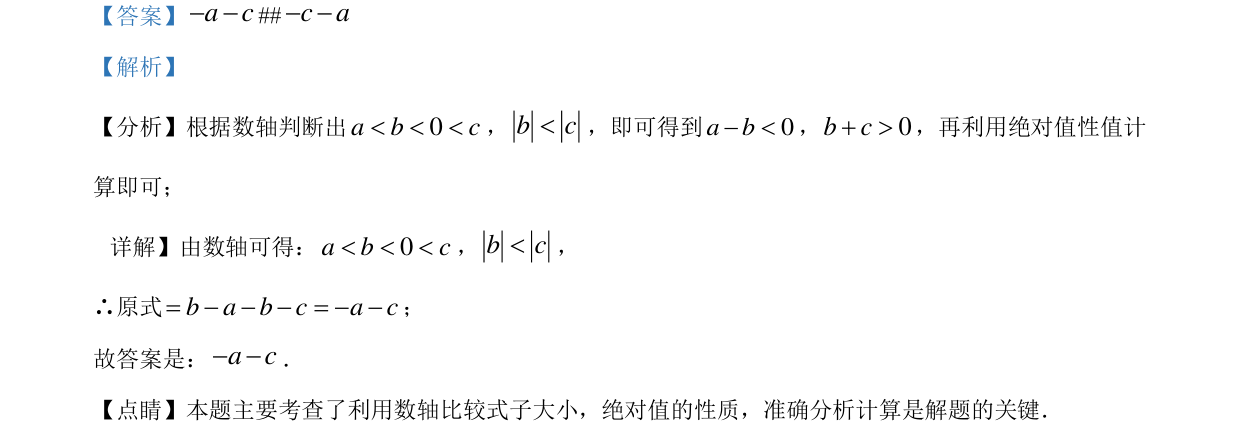 【答案】−a−c##−c−a
【解析】
【分析】根据数轴判断出a<b<0<c，|b|<|c|，即可得到a−b<0，b+c>0，再利用绝对值性值计
算即可；
详解】由数轴可得：a<b<0<c，|b|<|c|，
∴原式=b−a−b−c=−a−c；
故答案是：−a−c．
【点睛】本题主要考查了利用数轴比较式子大小，绝对值的性质，准确分析计算是解题的关键．